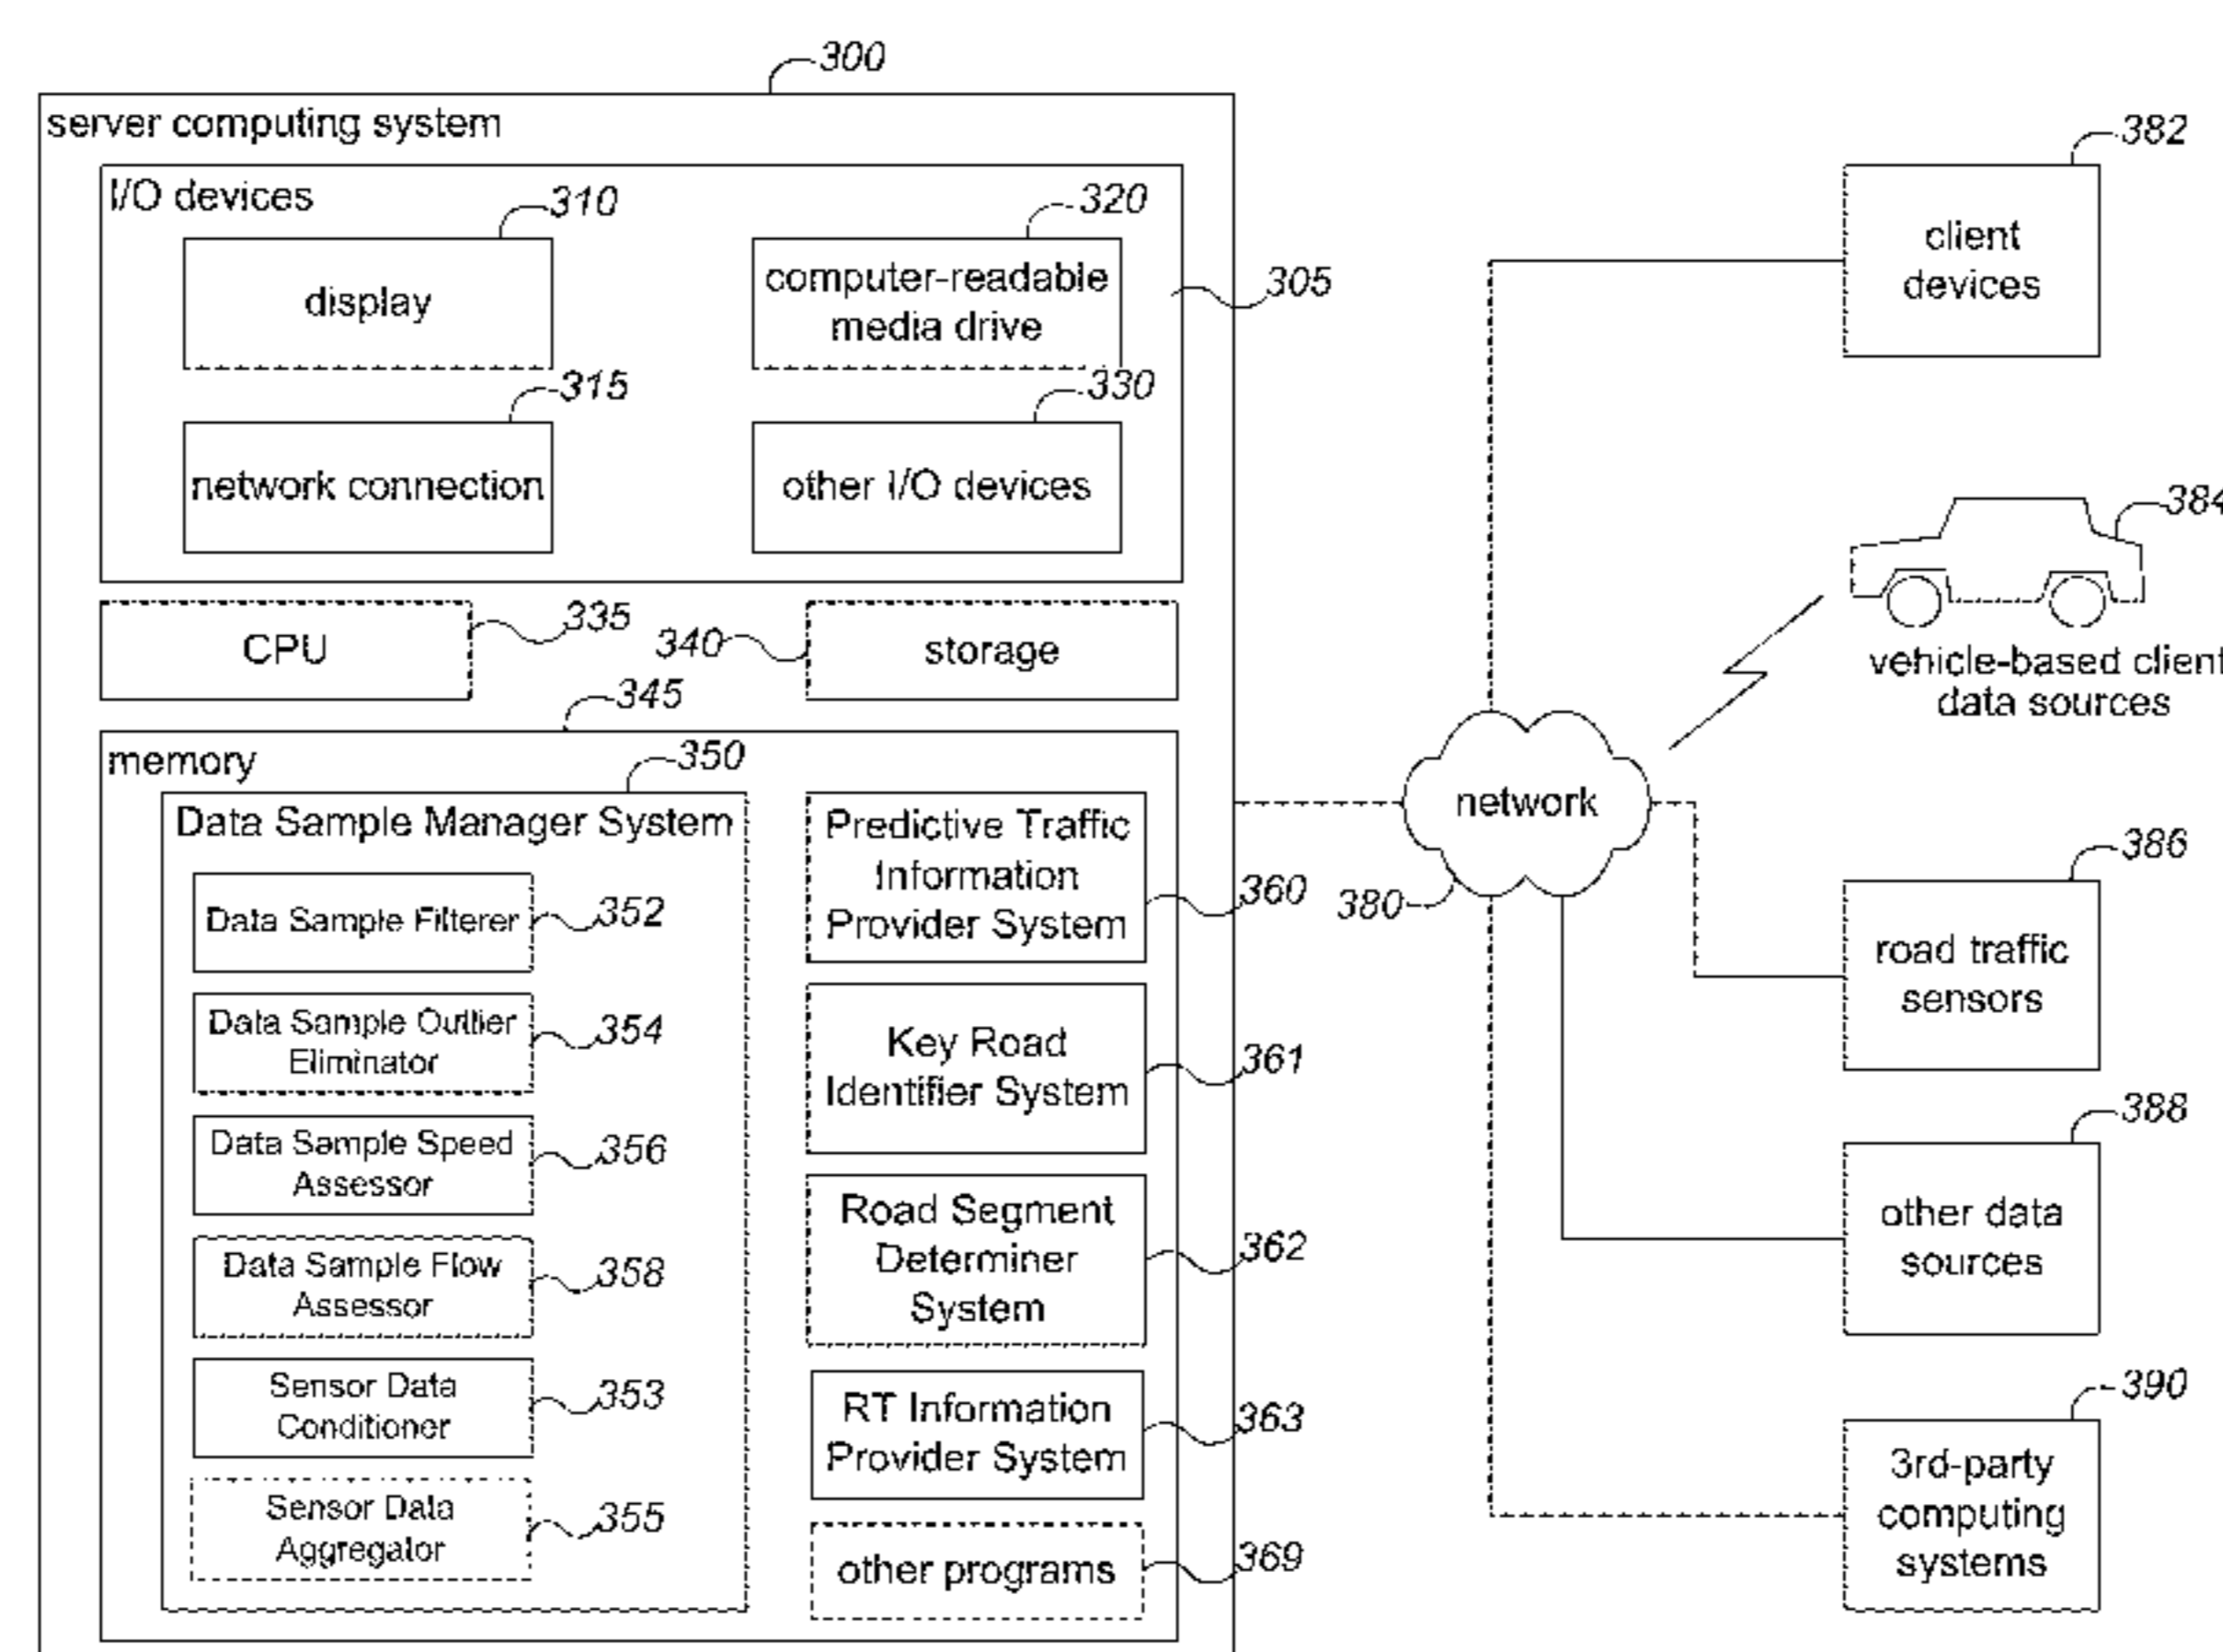 300
server computing system
I/O devices
310
display
320
computer-readable
media drive
305
315
network connection
330
other I/O devices
CPU
335
340
storage
345
memory
350
Data Sample Manager System
Data Sample Filterer
352
Data Sample Outlier
Eliminator
354
Data Sample Speed
Assessor
356
Data Sample Flow
Assessor
358
Sensor Data
Conditioner
353
Sensor Data
Aggregator
355
Predictive Traffic
Information
Provider System
360
Key Road
Identifier System
361
Road Segment
Determiner
System
362
RT Information
Provider System
363
other programs
369
network
380
382
client
devices
384
vehicle-based client
data sources
386
road traffic
sensors
388
other data
sources
390
3rd-party
computing
systems